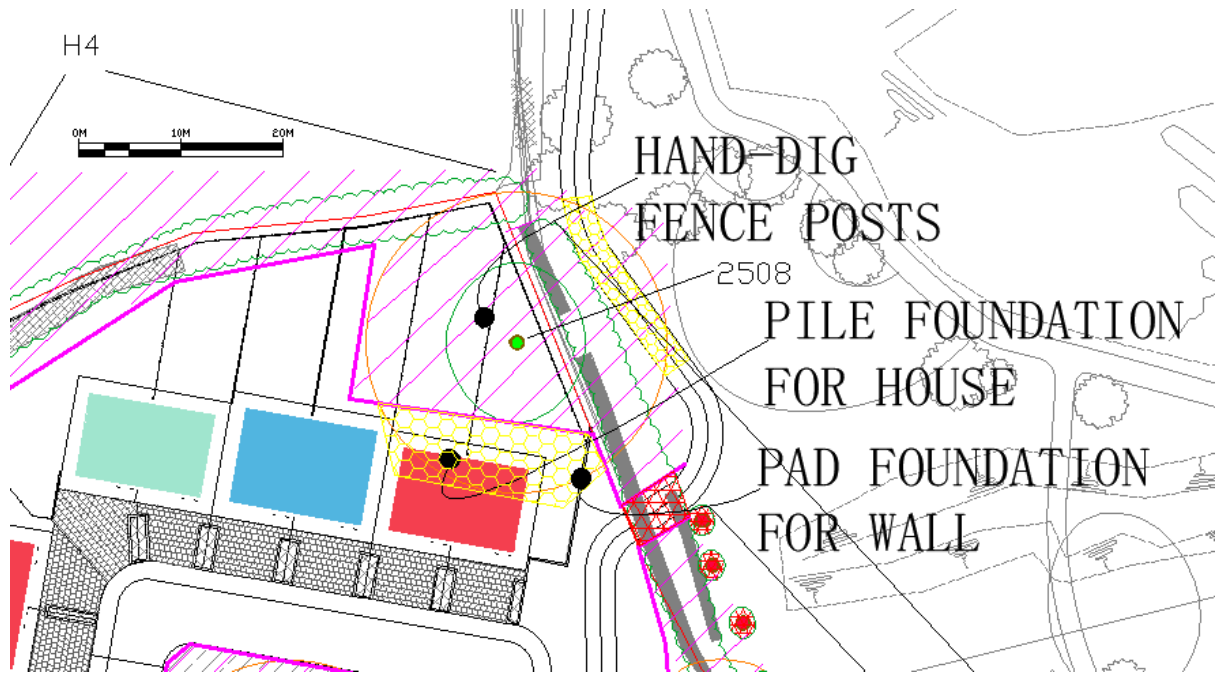 H4
0M 10M 20M
HAND-DIG
FENCE POSTS
2508
PILE FOUNDATION
FOR HOUSE
PAD FOUNDATION
FOR WALL